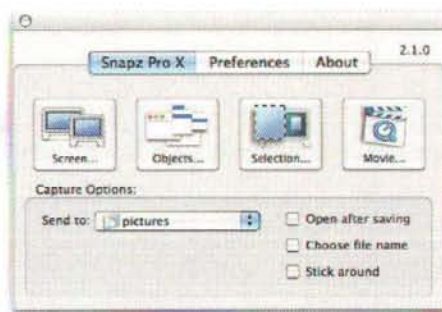 2.1.0
Snapz Pro X Preferences About
Screen... Objects... Selection... Movie...
Capture Options:
Send to: pictures Open after saving
Choose file name
Stick around